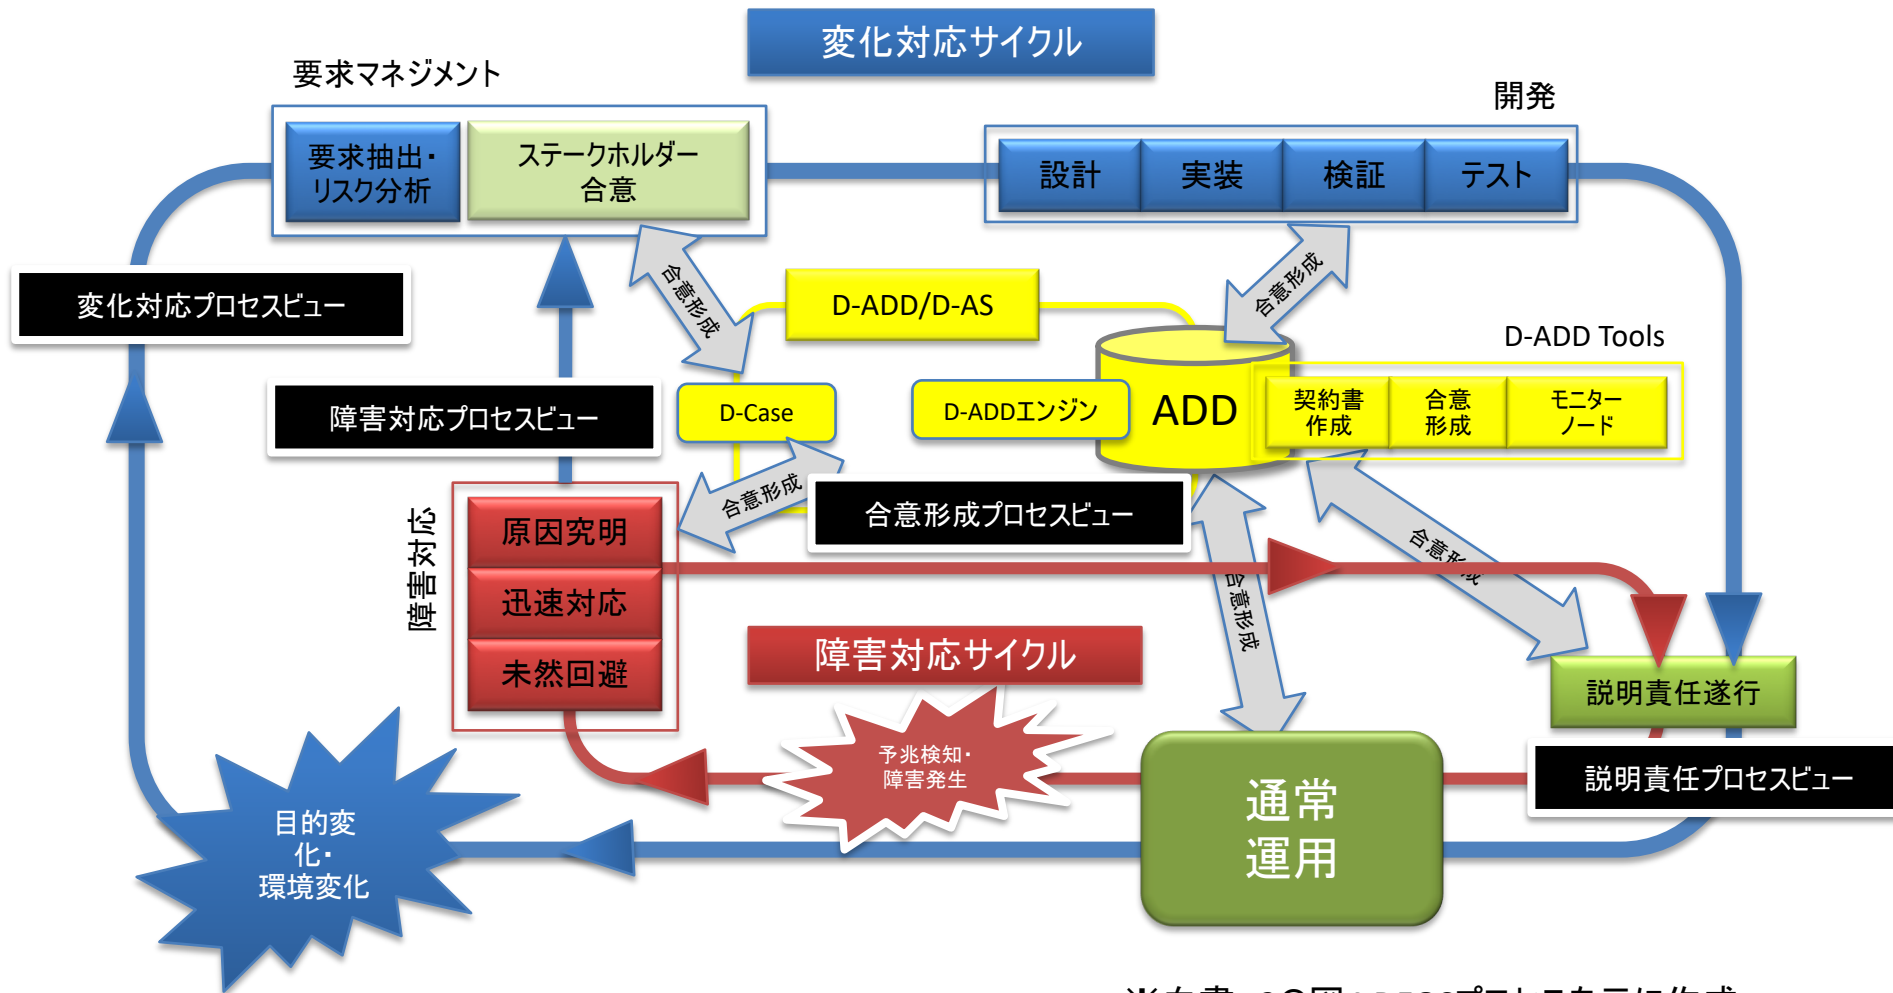 変化対応サイクル
要求マネジメント
開発
要求抽出・
リスク分析
ステークホルダー
合意
設計
実装
検証
テスト
合意形成
合意形成
変化対応プロセスビュー
D-ADD/D-AS
D-ADD Tools
障害対応プロセスビュー
D-Case
D-ADDエンジン
ADD
契約書
作成
合意
形成
モニター
ノード
合意形成
合意形成プロセスビュー
障害対応
原因究明
迅速対応
未然回避
合意形成
合意形成
障害対応サイクル
説明責任遂行
予兆検知・
障害発生
説明責任プロセスビュー
通常
運用
目的変
化・
環境変化